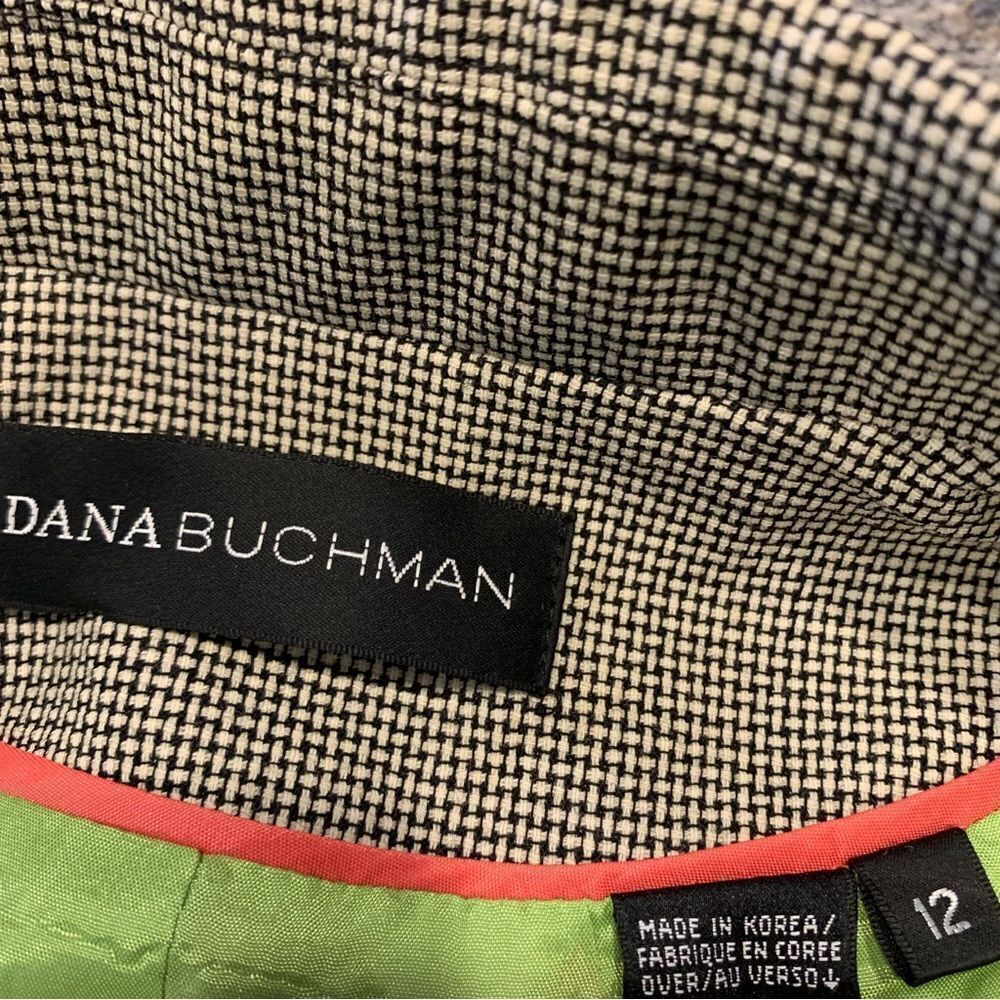 DANA BUCHMAN
MADE IN KOREA/
FABRIQUE EN COREE
OVER/AU VERSO↓
12